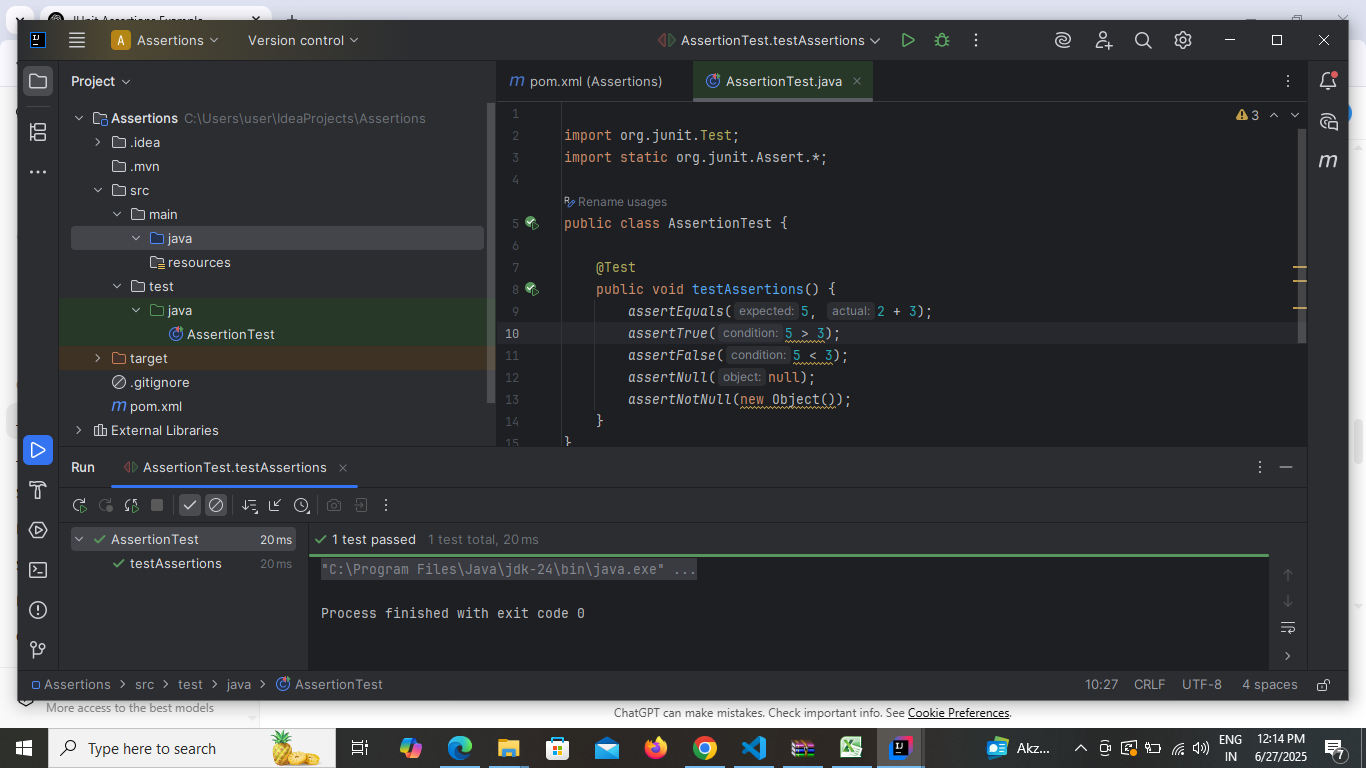 JUnit Assertions Example
A Assertions
Version control
AssertionTest.testAssertions
Project
pom.xml (Assertions)
AssertionTest.java
Assertions C:\Users\user\IdeaProjects\Assertions
.idea
.mvn
src
main
java
resources
test
java
AssertionTest
target
.gitignore
pom.xml
External Libraries
3
1
2 import org.junit.Test;
3 import static org.junit.Assert.*;
4
Rename usages
5 public class AssertionTest {
6
7 @Test
8 public void testAssertions() {
9 assertEquals( expected: 5, actual: 2 + 3);
10 assertTrue( condition: 5 > 3);
11 assertFalse( condition: 5 < 3);
12 assertNull( object: null);
13 assertNotNull(new Object());
14 }
15 }
Run
AssertionTest.testAssertions
AssertionTest 20 ms
testAssertions 20 ms
1 test passed 1 test total, 20 ms
"C:\Program Files\Java\jdk-24\bin\java.exe" ...
Process finished with exit code 0
Assertions > src > test > java > AssertionTest
10:27 CRLF UTF-8 4 spaces
More access to the best models
ChatGPT can make mistakes. Check important info. See Cookie Preferences.
Type here to search
Akz...
ENG
IN
12:14 PM
6/27/2025
7